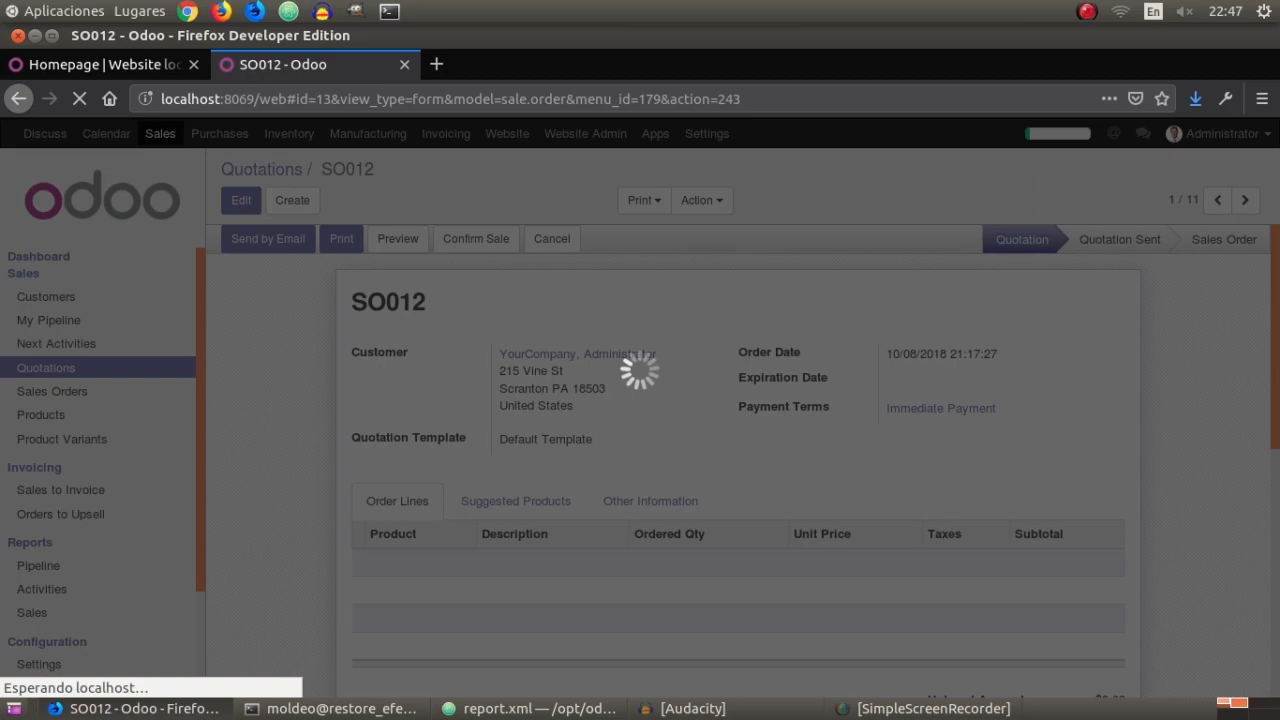 Aplicaciones Lugares En 22:47
SO012 - Odoo - Firefox Developer Edition
Homepage | Website loc SO012 - Odoo
localhost:8069/web#id=13&view_type=form&model=sale.order&menu_id=179&action=243
Discuss Calendar Sales Purchases Inventory Manufacturing Invoicing Website Website Admin Apps Settings @ Administrator
odoo
Quotations / SO012
Edit Create Print Action 1 / 11
Send by Email Print Preview Confirm Sale Cancel Quotation Quotation Sent Sales Order
Dashboard
Sales
Customers
My Pipeline
Next Activities
Quotations
Sales Orders
Products
Product Variants
Invoicing
Sales to Invoice
Orders to Upsell
Reports
Pipeline
Activities
Sales
Configuration
Settings
SO012
Customer YourCompany, Administrator
215 Vine St
Scranton PA 18503
United States
Quotation Template Default Template
Order Date 10/08/2018 21:17:27
Expiration Date
Payment Terms Immediate Payment
Order Lines Suggested Products Other Information
Product Description Ordered Qty Unit Price Taxes Subtotal
Esperando localhost…
SO012 - Odoo - Firefo… moldeo@restore_efe… report.xml — /opt/od… [Audacity] [SimpleScreenRecorder]